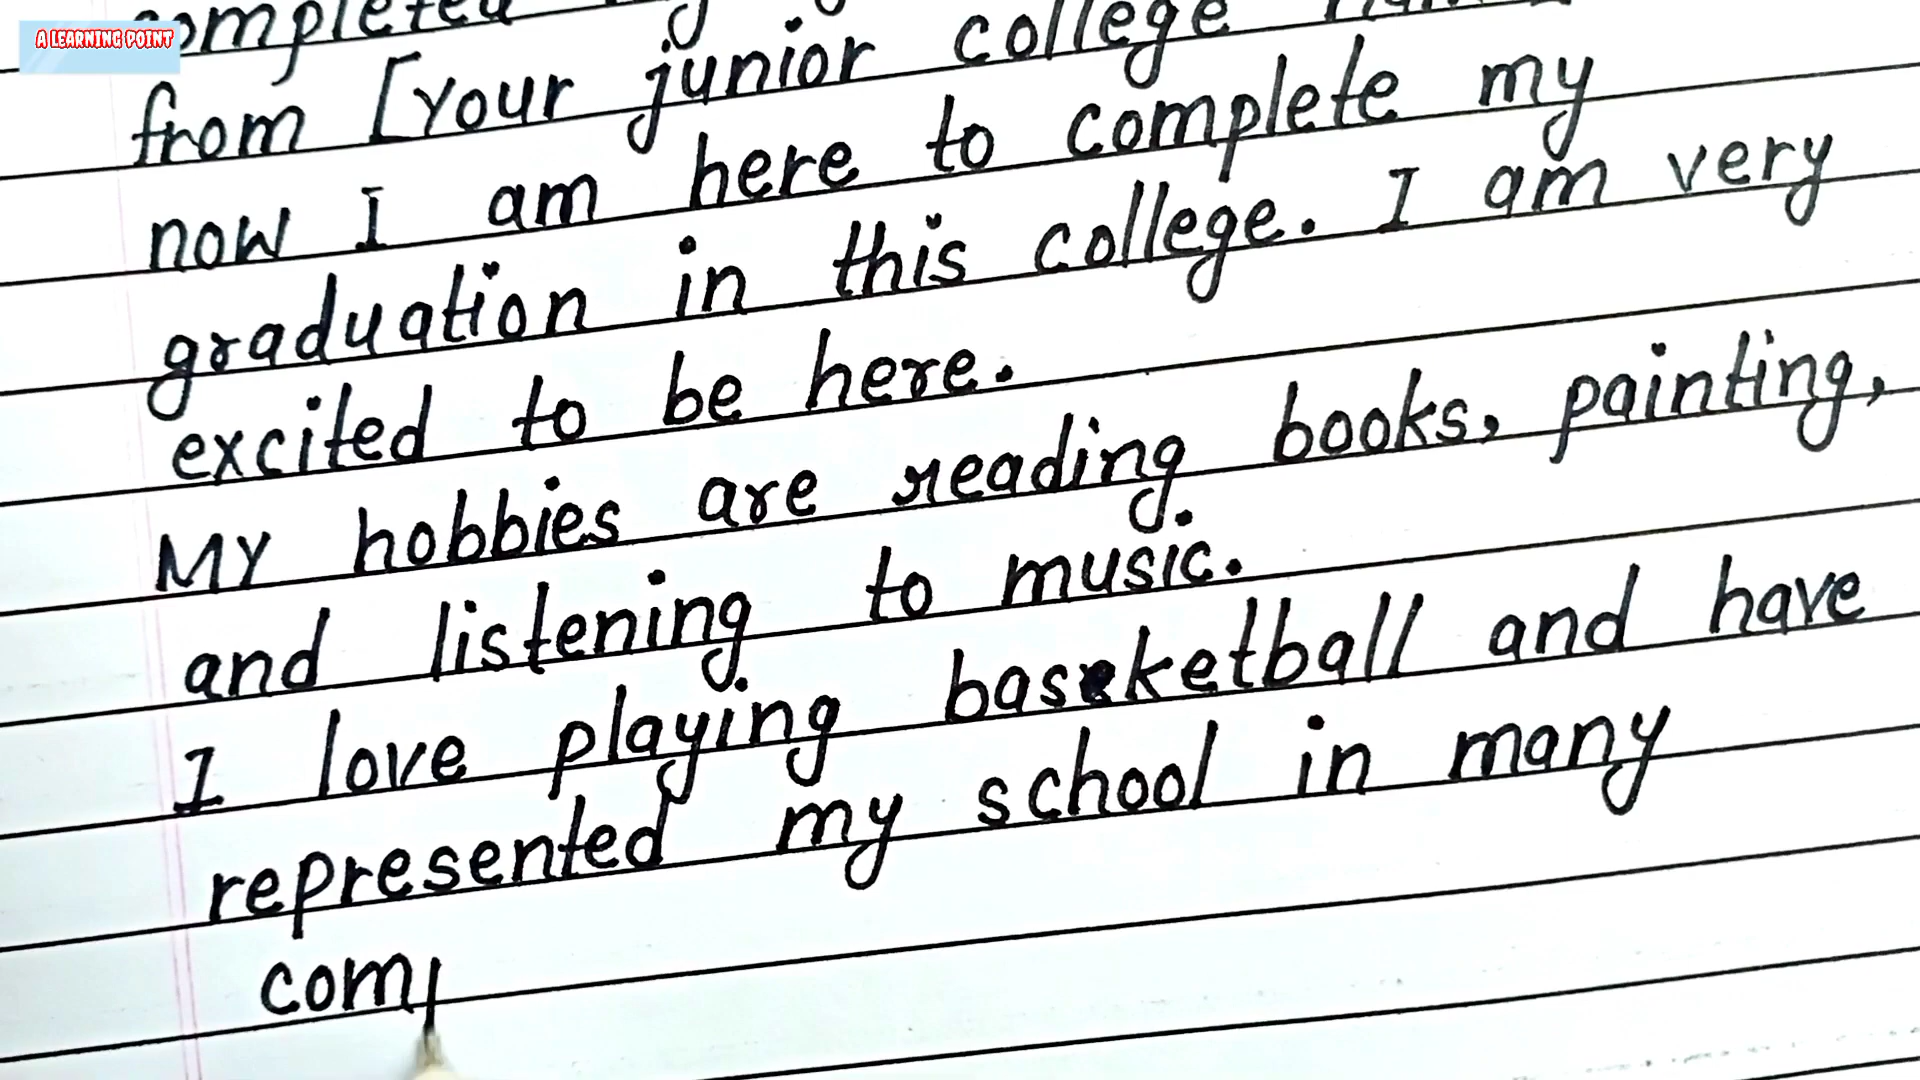 A LEARNING POINT
completed
from [Your junior college
now I am here to complete my
graduation in this college. I am very
excited to be here.
MY hobbies are reading books, painting,
and listening to music.
I love playing basketball and have
represented my school in many
comp